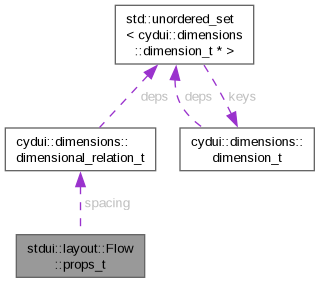 std::unordered_set
< cydui::dimensions
::dimension_t * >
deps
deps
keys
cydui::dimensions::
dimensional_relation_t
cydui::dimensions::
dimension_t
spacing
stdui::layout::Flow
::props_t